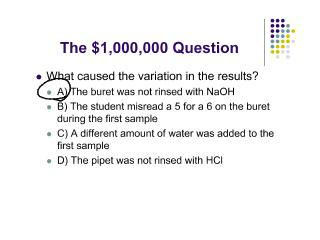 The $1,000,000 Question
What caused the variation in the results?
A) The buret was not rinsed with NaOH
B) The student misread a 5 for a 6 on the buret
during the first sample
C) A different amount of water was added to the
first sample
D) The pipet was not rinsed with HCl